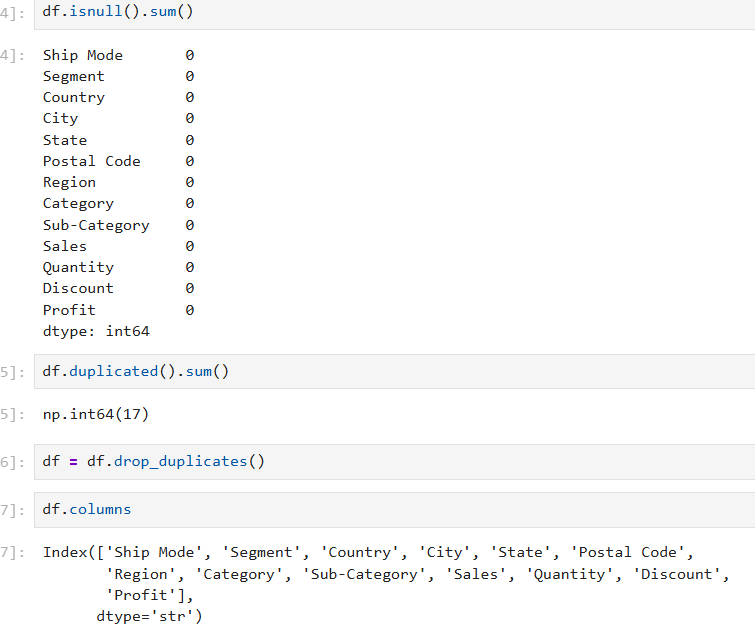 4]: df.isnull().sum()
4]: Ship Mode 0
Segment 0
Country 0
City 0
State 0
Postal Code 0
Region 0
Category 0
Sub-Category 0
Sales 0
Quantity 0
Discount 0
Profit 0
dtype: int64
5]: df.duplicated().sum()
5]: np.int64(17)
6]: df = df.drop_duplicates()
7]: df.columns
7]: Index(['Ship Mode', 'Segment', 'Country', 'City', 'State', 'Postal Code',
'Region', 'Category', 'Sub-Category', 'Sales', 'Quantity', 'Discount',
'Profit'],
dtype='str')